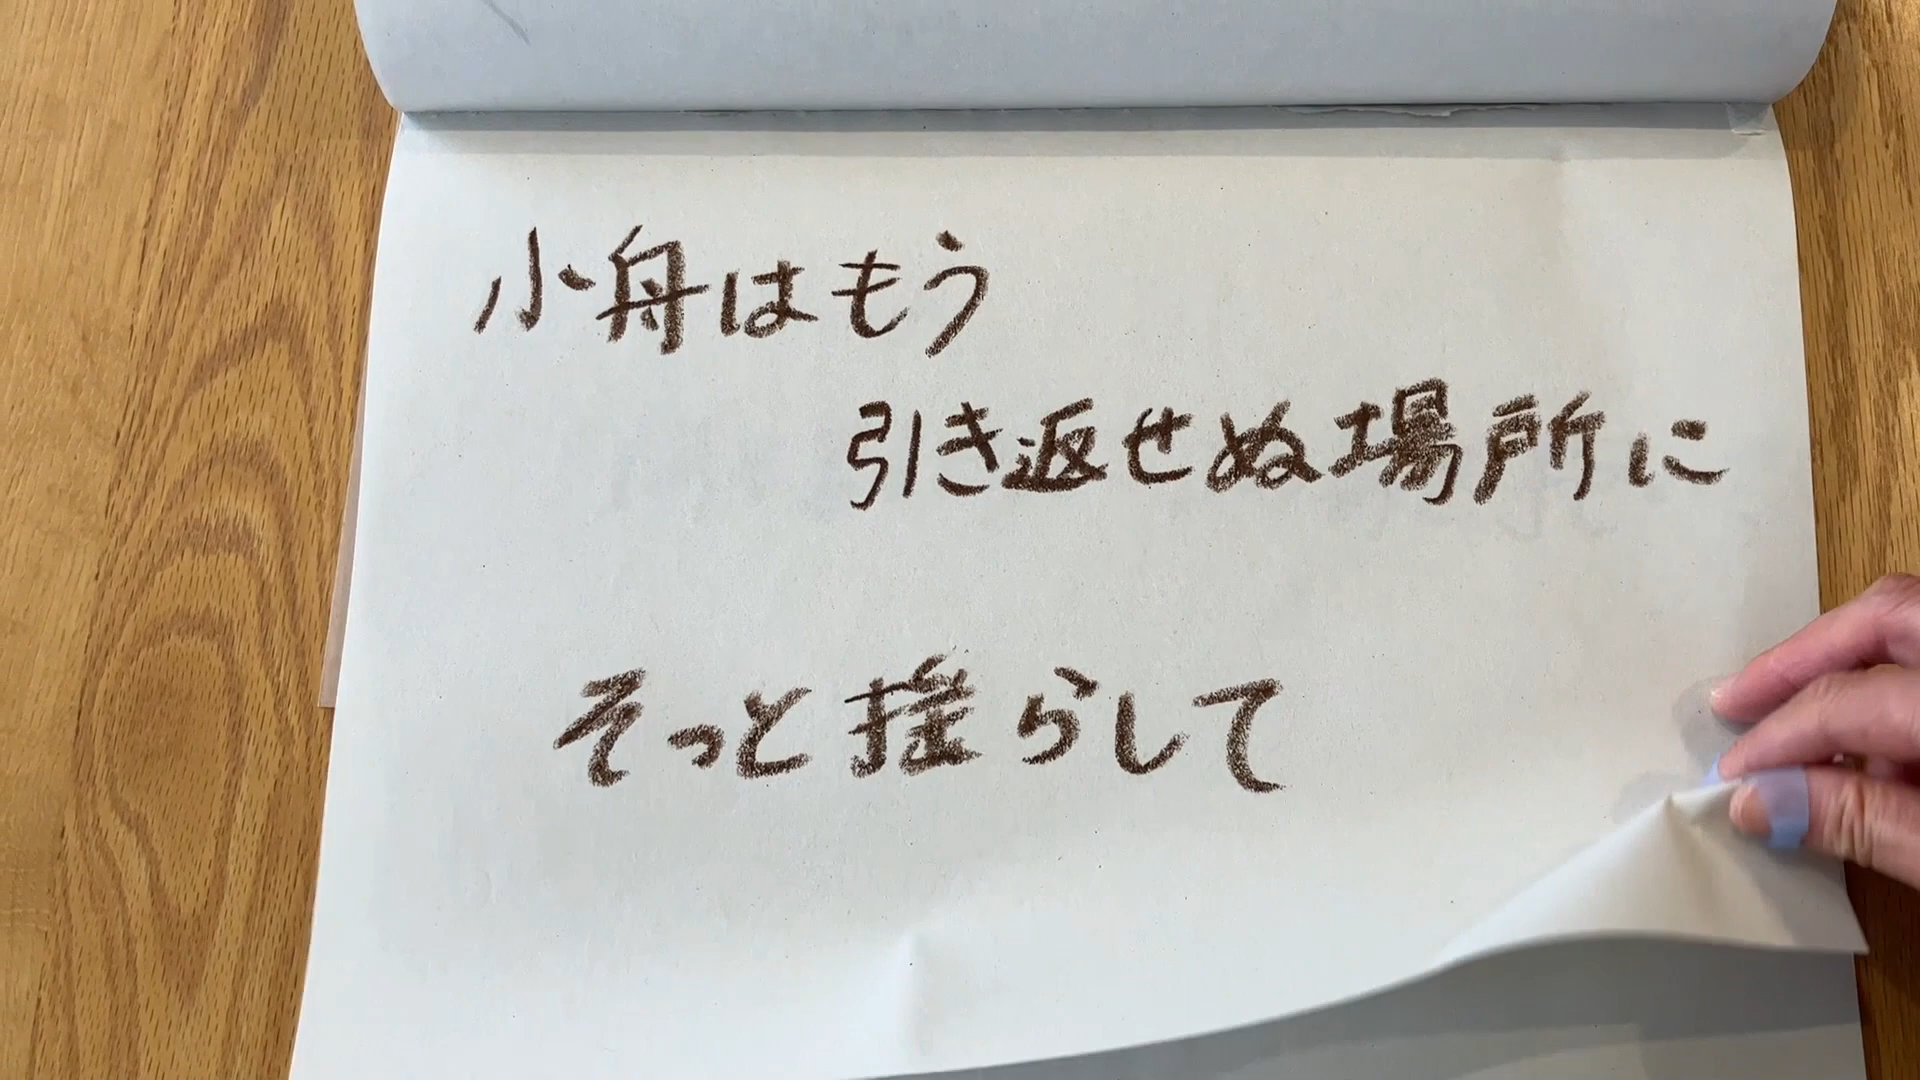 小舟はもう
引き返せぬ場所に
そっと揺らして